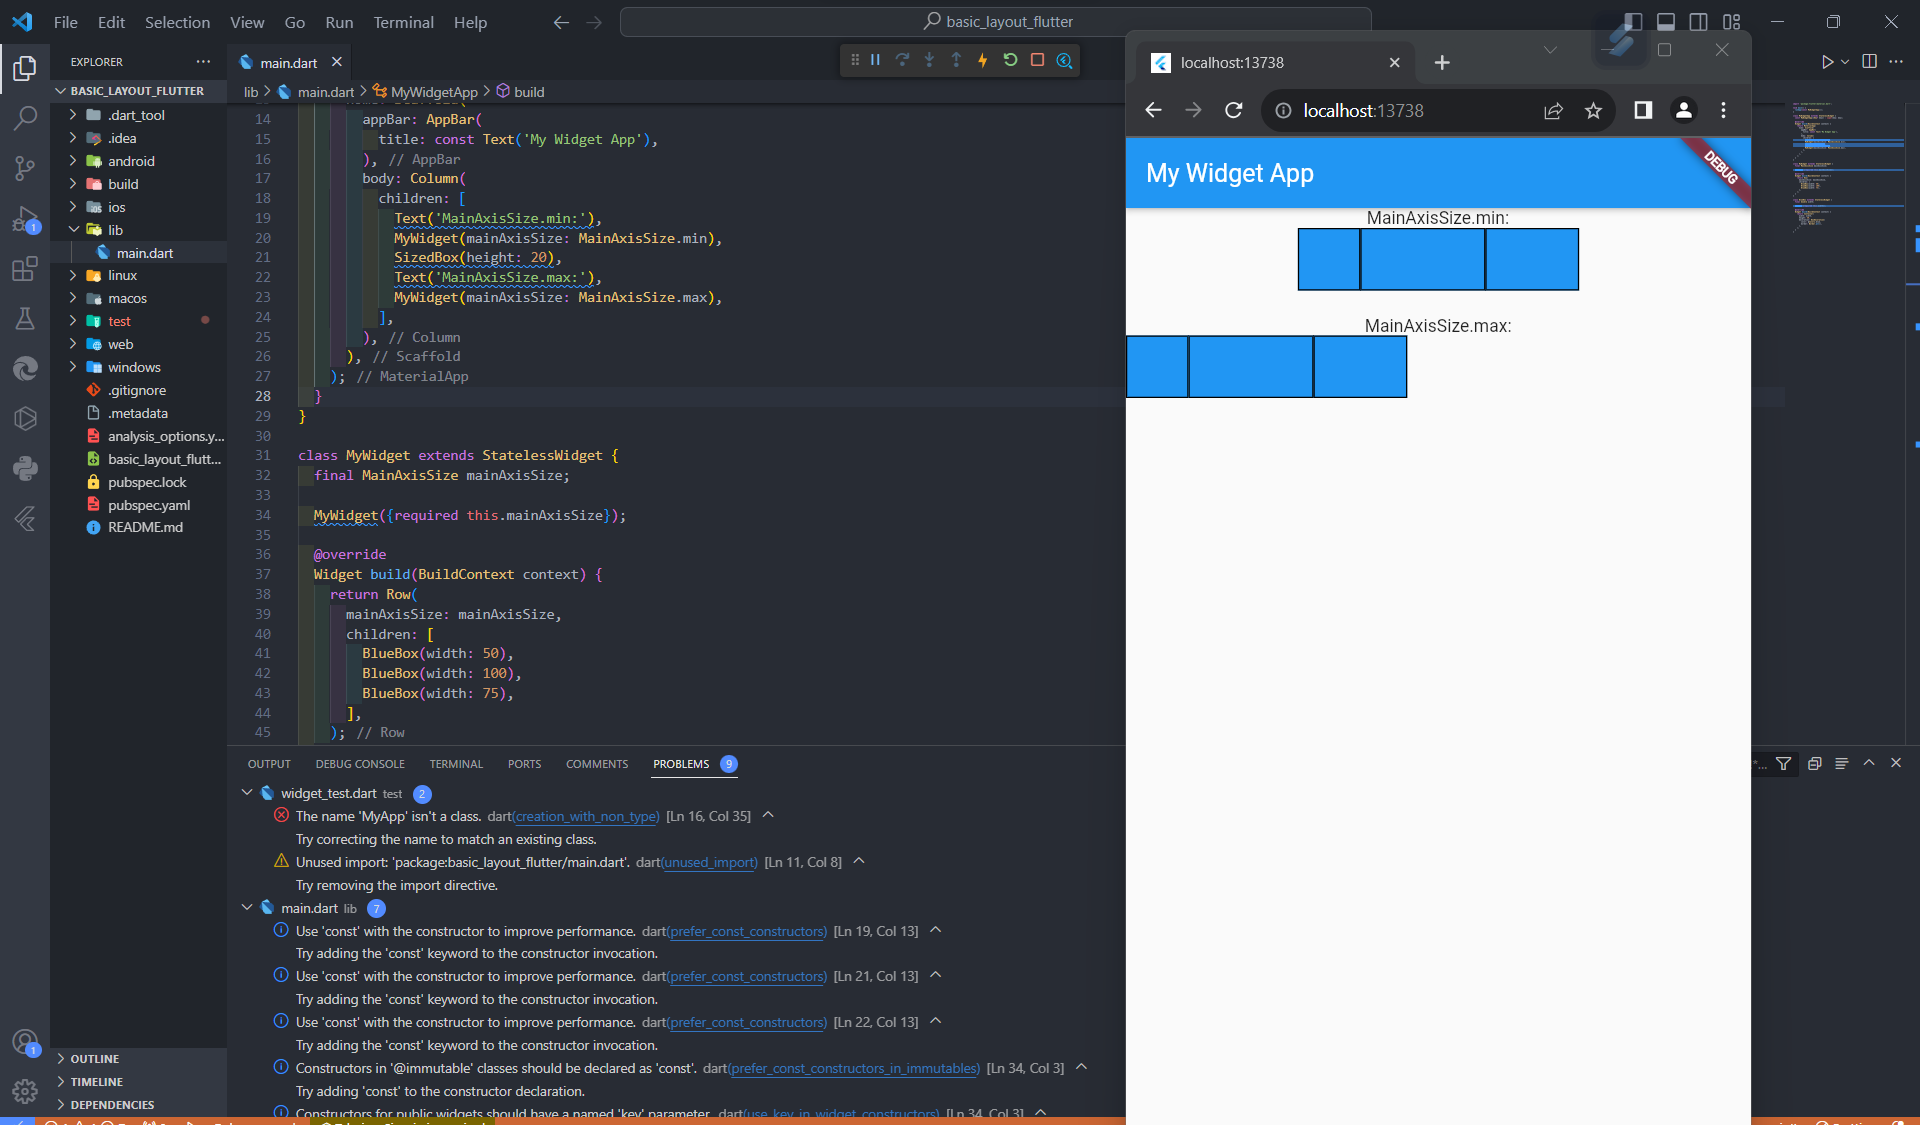 File Edit Selection View Go Run Terminal Help
basic_layout_flutter
EXPLORER
main.dart
BASIC_LAYOUT_FLUTTER
.dart_tool
.idea
android
build
ios
lib
main.dart
linux
macos
test
web
windows
.gitignore
.metadata
analysis_options.y...
basic_layout_flutt...
pubspec.lock
pubspec.yaml
README.md
OUTLINE
TIMELINE
DEPENDENCIES
1
1
lib > main.dart > MyWidgetApp > build
14 appBar: AppBar(
15 title: const Text('My Widget App'),
16 ), // AppBar
17 body: Column(
18 children: [
19 Text('MainAxisSize.min:'),
20 MyWidget(mainAxisSize: MainAxisSize.min),
21 SizedBox(height: 20),
22 Text('MainAxisSize.max:'),
23 MyWidget(mainAxisSize: MainAxisSize.max),
24 ],
25 ), // Column
26 ), // Scaffold
27 ); // MaterialApp
28 }
29 }
30
31 class MyWidget extends StatelessWidget {
32 final MainAxisSize mainAxisSize;
33
34 MyWidget({required this.mainAxisSize});
35
36 @override
37 Widget build(BuildContext context) {
38 return Row(
39 mainAxisSize: mainAxisSize,
40 children: [
41 BlueBox(width: 50),
42 BlueBox(width: 100),
43 BlueBox(width: 75),
44 ],
45 ); // Row
OUTPUT DEBUG CONSOLE TERMINAL PORTS COMMENTS PROBLEMS 9
widget_test.dart test 2
The name 'MyApp' isn't a class. dart(creation_with_non_type) [Ln 16, Col 35]
Try correcting the name to match an existing class.
Unused import: 'package:basic_layout_flutter/main.dart'. dart(unused_import) [Ln 11, Col 8]
Try removing the import directive.
main.dart lib 7
Use 'const' with the constructor to improve performance. dart(prefer_const_constructors) [Ln 19, Col 13]
Try adding the 'const' keyword to the constructor invocation.
Use 'const' with the constructor to improve performance. dart(prefer_const_constructors) [Ln 21, Col 13]
Try adding the 'const' keyword to the constructor invocation.
Use 'const' with the constructor to improve performance. dart(prefer_const_constructors) [Ln 22, Col 13]
Try adding the 'const' keyword to the constructor invocation.
Constructors in '@immutable' classes should be declared as 'const'. dart(prefer_const_constructors_in_immutables) [Ln 34, Col 3]
Try adding 'const' to the constructor declaration.
Constructors for public widgets should have a named 'key' parameter. dart(use_key_in_widget_constructors) [Ln 34, Col 3]
localhost:13738
localhost:13738
My Widget App
DEBUG
MainAxisSize.min:
MainAxisSize.max: